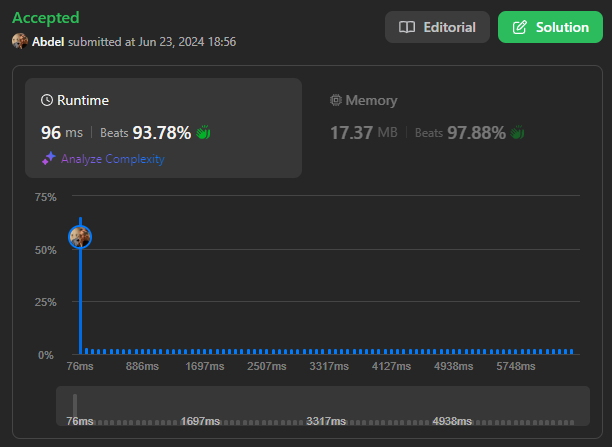 Accepted
Editorial
Solution
Abdel submitted at Jun 23, 2024 18:56
Runtime
Memory
96 ms | Beats 93.78%
17.37 MB | Beats 97.88%
Analyze Complexity
75%
50%
25%
0%
76ms 886ms 1697ms 2507ms 3317ms 4127ms 4938ms 5748ms
76ms 1697ms 3317ms 4938ms